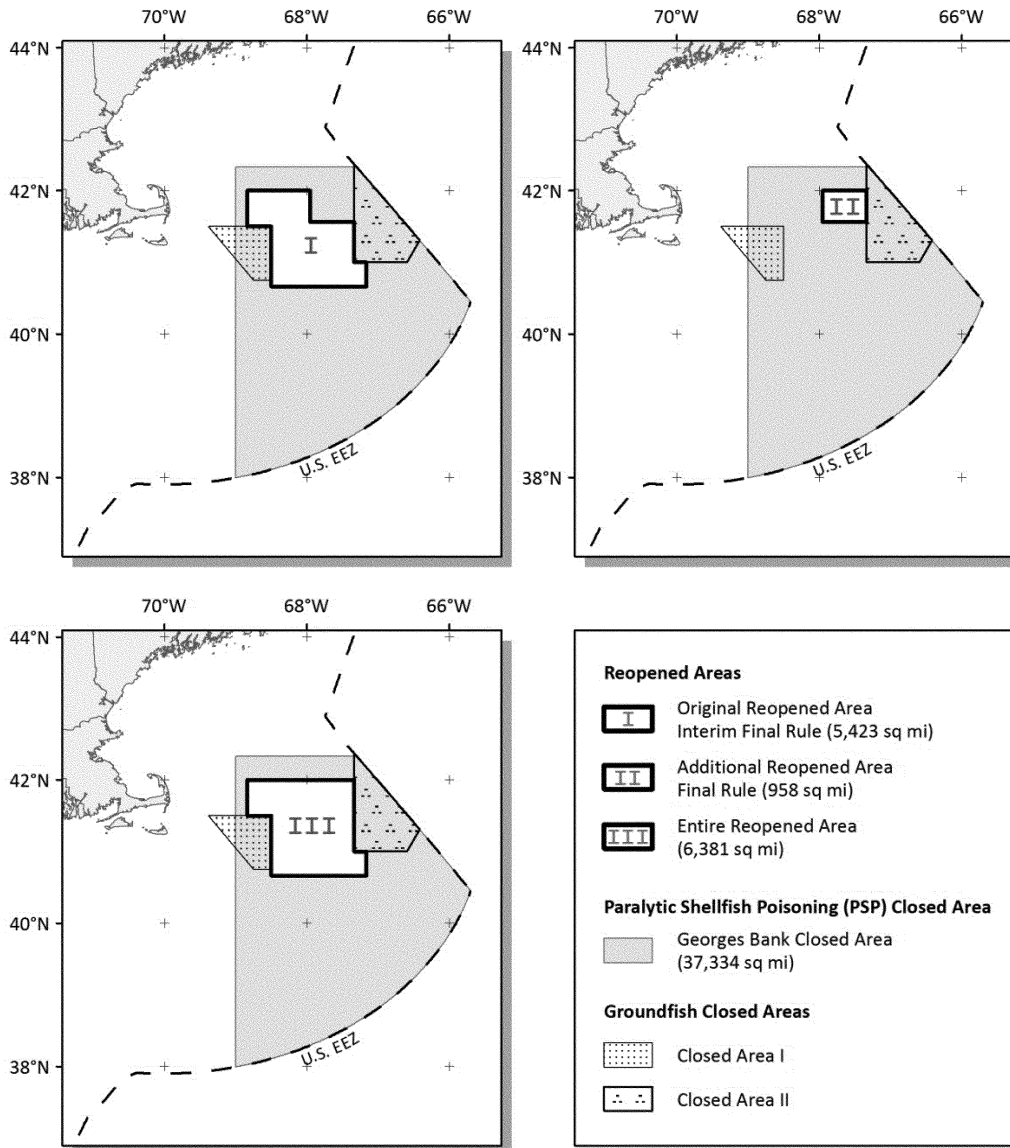 70°W 68°W 66°W
44°N
42°N
40°N
38°N
I
U.S. EEZ
70°W 68°W 66°W
44°N
42°N
40°N
38°N
II
U.S. EEZ
70°W 68°W 66°W
44°N
42°N
40°N
38°N
III
U.S. EEZ
Reopened Areas
I
Original Reopened Area
Interim Final Rule (5,423 sq mi)
II
Additional Reopened Area
Final Rule (958 sq mi)
III
Entire Reopened Area
(6,381 sq mi)
Paralytic Shellfish Poisoning (PSP) Closed Area
Georges Bank Closed Area
(37,334 sq mi)
Groundfish Closed Areas
Closed Area I
Closed Area II